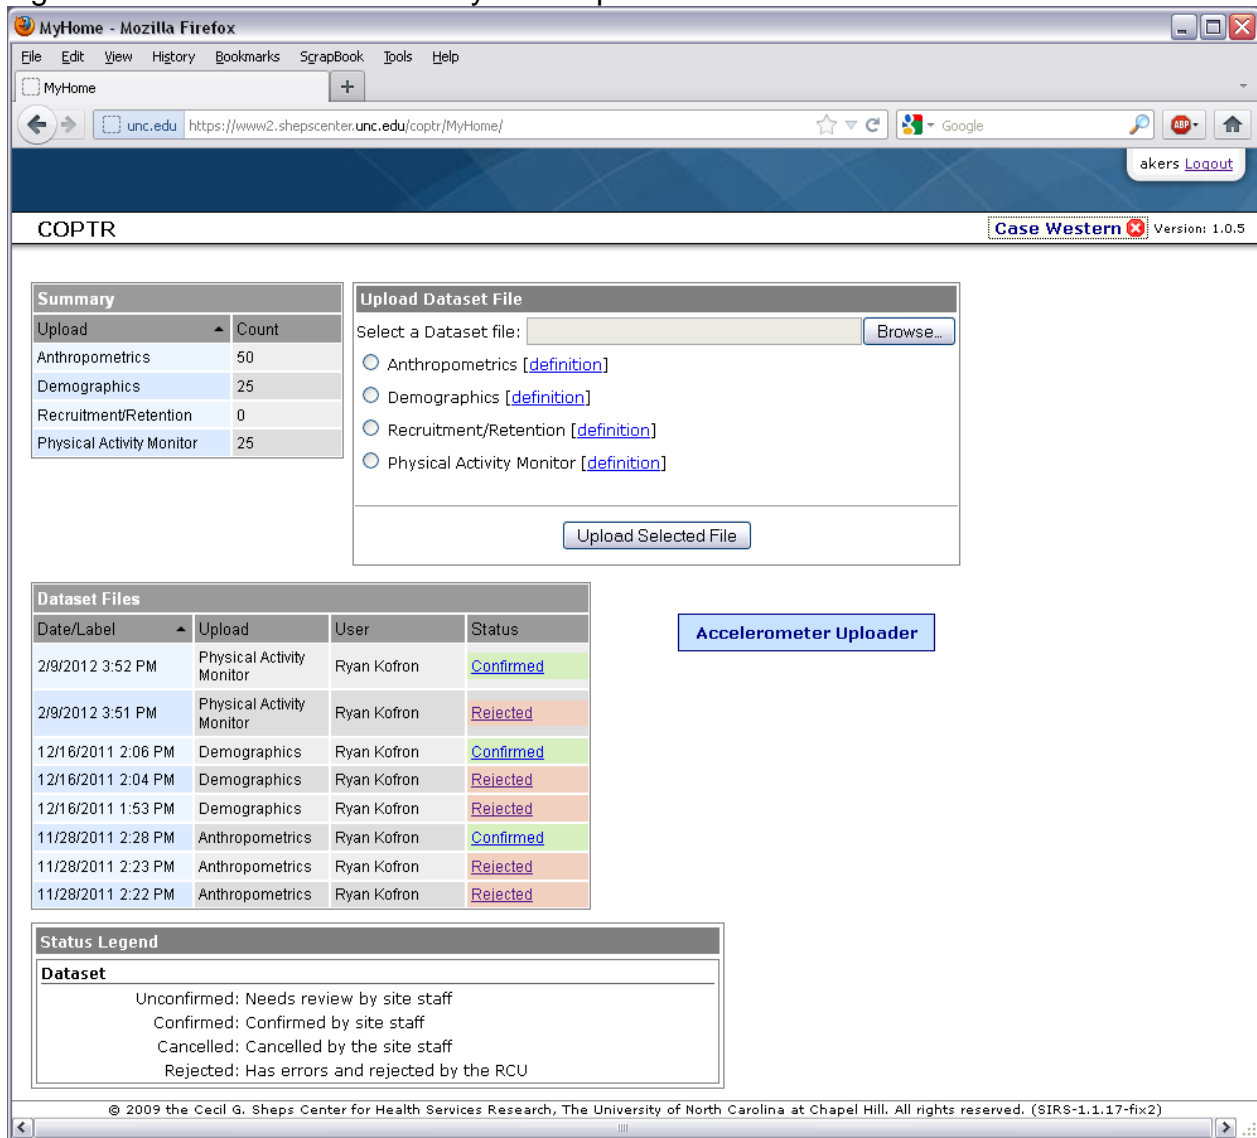 MyHome - Mozilla Firefox
File Edit View History Bookmarks ScrapBook Tools Help
MyHome +
unc.edu https://www2.shepscenter.unc.edu/coptr/MyHome/ Google ABP
akers Logout
COPTR Case Western Version: 1.0.5
Summary
Upload Count
Anthropometrics 50
Demographics 25
Recruitment/Retention 0
Physical Activity Monitor 25
Upload Dataset File
Select a Dataset file: Browse...
Anthropometrics [definition]
Demographics [definition]
Recruitment/Retention [definition]
Physical Activity Monitor [definition]
Upload Selected File
Dataset Files
Date/Label Upload User Status
2/9/2012 3:52 PM Physical Activity Monitor Ryan Kofron Confirmed
2/9/2012 3:51 PM Physical Activity Monitor Ryan Kofron Rejected
12/16/2011 2:06 PM Demographics Ryan Kofron Confirmed
12/16/2011 2:04 PM Demographics Ryan Kofron Rejected
12/16/2011 1:53 PM Demographics Ryan Kofron Rejected
11/28/2011 2:28 PM Anthropometrics Ryan Kofron Confirmed
11/28/2011 2:23 PM Anthropometrics Ryan Kofron Rejected
11/28/2011 2:22 PM Anthropometrics Ryan Kofron Rejected
Accelerometer Uploader
Status Legend
Dataset
Unconfirmed: Needs review by site staff
Confirmed: Confirmed by site staff
Cancelled: Cancelled by the site staff
Rejected: Has errors and rejected by the RCU
© 2009 the Cecil G. Sheps Center for Health Services Research, The University of North Carolina at Chapel Hill. All rights reserved. (SIRS-1.1.17-fix2)